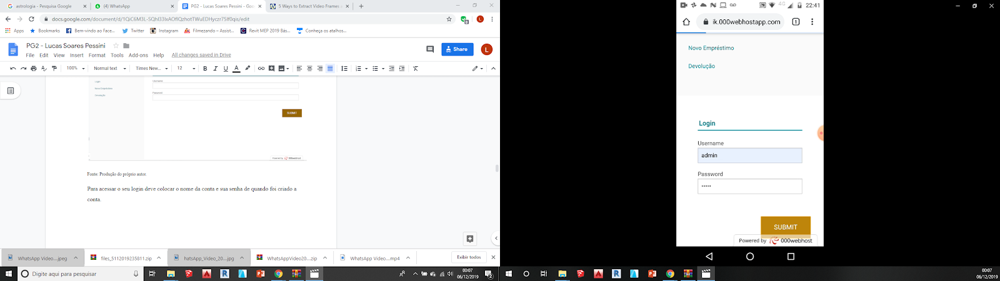 astrologia - Pesquisa Google
(4) WhatsApp
PG2 - Lucas Soares Pessini - Goo
5 Ways to Extract Video Frames
docs.google.com/document/d/1QiC6M3L-SQhI33IxAOflQzhotTWuEDHyczr75lf0qis/edit
Apps
Bookmarks
Bem-vindo ao Face...
Twitter
Instagram
Filmezando – Assist...
Revit MEP 2019 Bás...
Conheça os atalhos...
PG2 - Lucas Soares Pessini
File Edit View Insert Format Tools Add-ons Help All changes saved in Drive
Share
L
100% Normal text Times New... 12 B I U A
Login
Novo Empréstimo
Devolução
Username
Password
SUBMIT
Powered by 000webhost
Fonte: Produção do próprio autor.
Para acessar o seu login deve colocar o nome da conta e sua senha de quando foi criado a
conta.
WhatsApp Video....jpeg
files_5112019235811.zip
hatsApp_Video_20....jpg
WhatsAppVideo20....zip
WhatsApp Video....mp4
Exibir todos
Digite aqui para pesquisar
00:07
06/12/2019
2
4G 22:41
ik.000webhostapp.com
1
Novo Empréstimo
Devolução
Login
Username
admin
Password
•••••
SUBMIT
Powered by 000webhost
00:07
06/12/2019